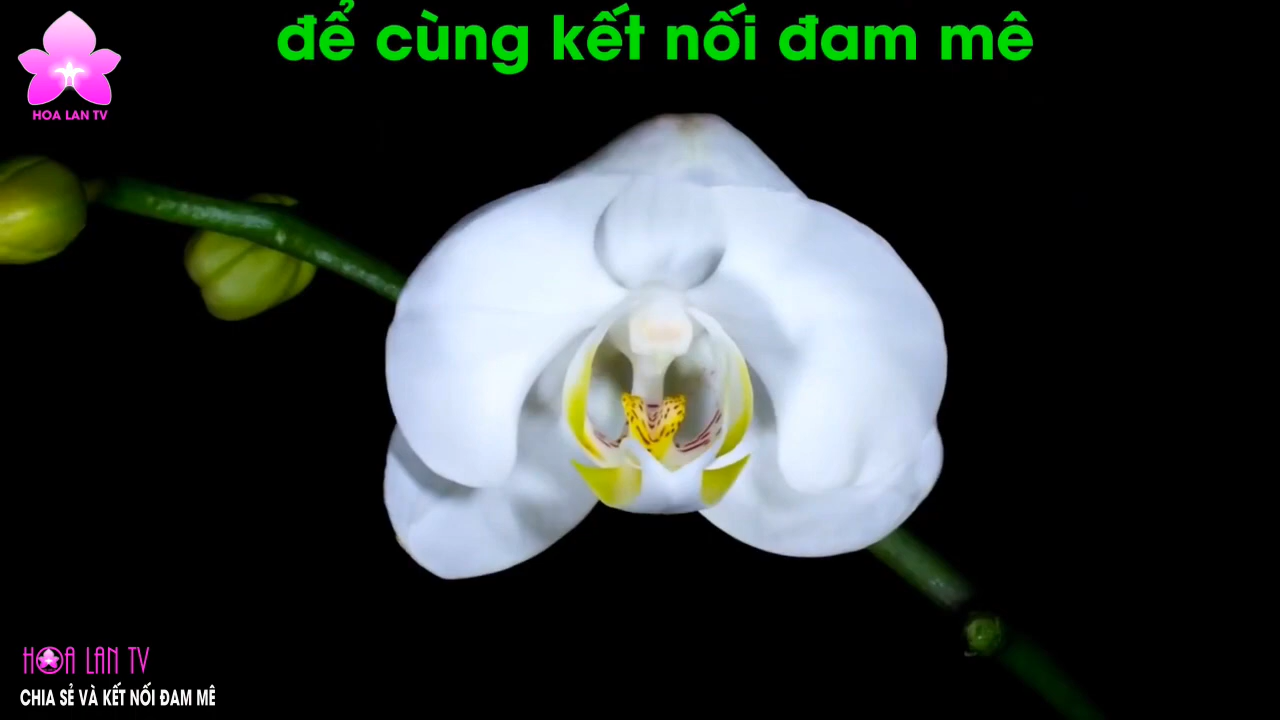 để cùng kết nối đam mê
HOA LAN TV
HOA LAN TV
CHIA SẺ VÀ KẾT NỐI ĐAM MÊ